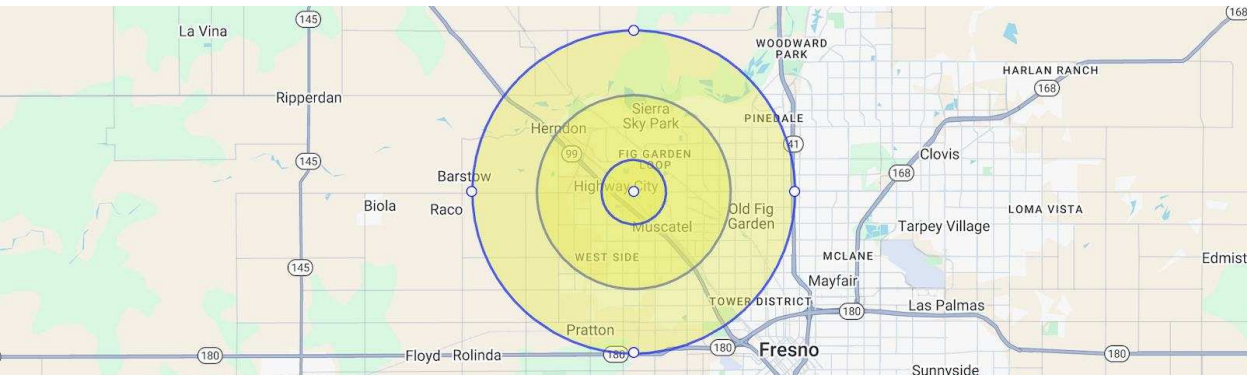 145
168
La Vina
WOODWARD
PARK
HARLAN RANCH
168
Ripperdan
Sierra
Sky Park
PINEDALE
Herndon
41
99
FIG GARDEN
LOOP
Clovis
145
168
Barstow
Highway City
Biola
Raco
Old Fig
Garden
LOMA VISTA
Muscatel
Tarpey Village
WEST SIDE
MCLANE
Edmist
145
Mayfair
TOWER DISTRICT
Las Palmas
180
Pratton
180
Floyd
Rolinda
180
180
Fresno
180
Sunnyside